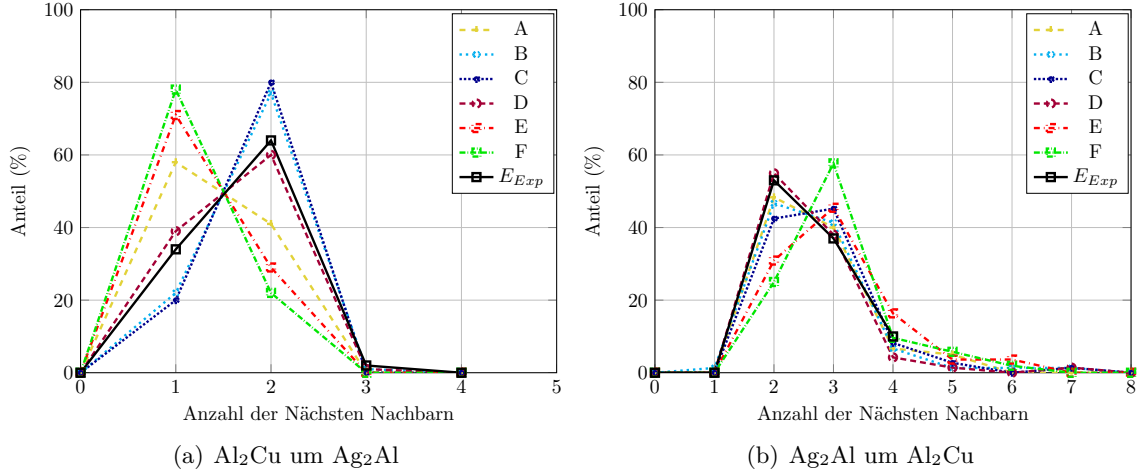 100
80
60
40
20
0
Anteil (%)
0 1 2 3 4 5
Anzahl der Nächsten Nachbarn
A
B
C
D
E
F
E_Exp
(a) Al₂Cu um Ag₂Al
100
80
60
40
20
0
Anteil (%)
0 1 2 3 4 5 6 7 8
Anzahl der Nächsten Nachbarn
A
B
C
D
E
F
E_Exp
(b) Ag₂Al um Al₂Cu